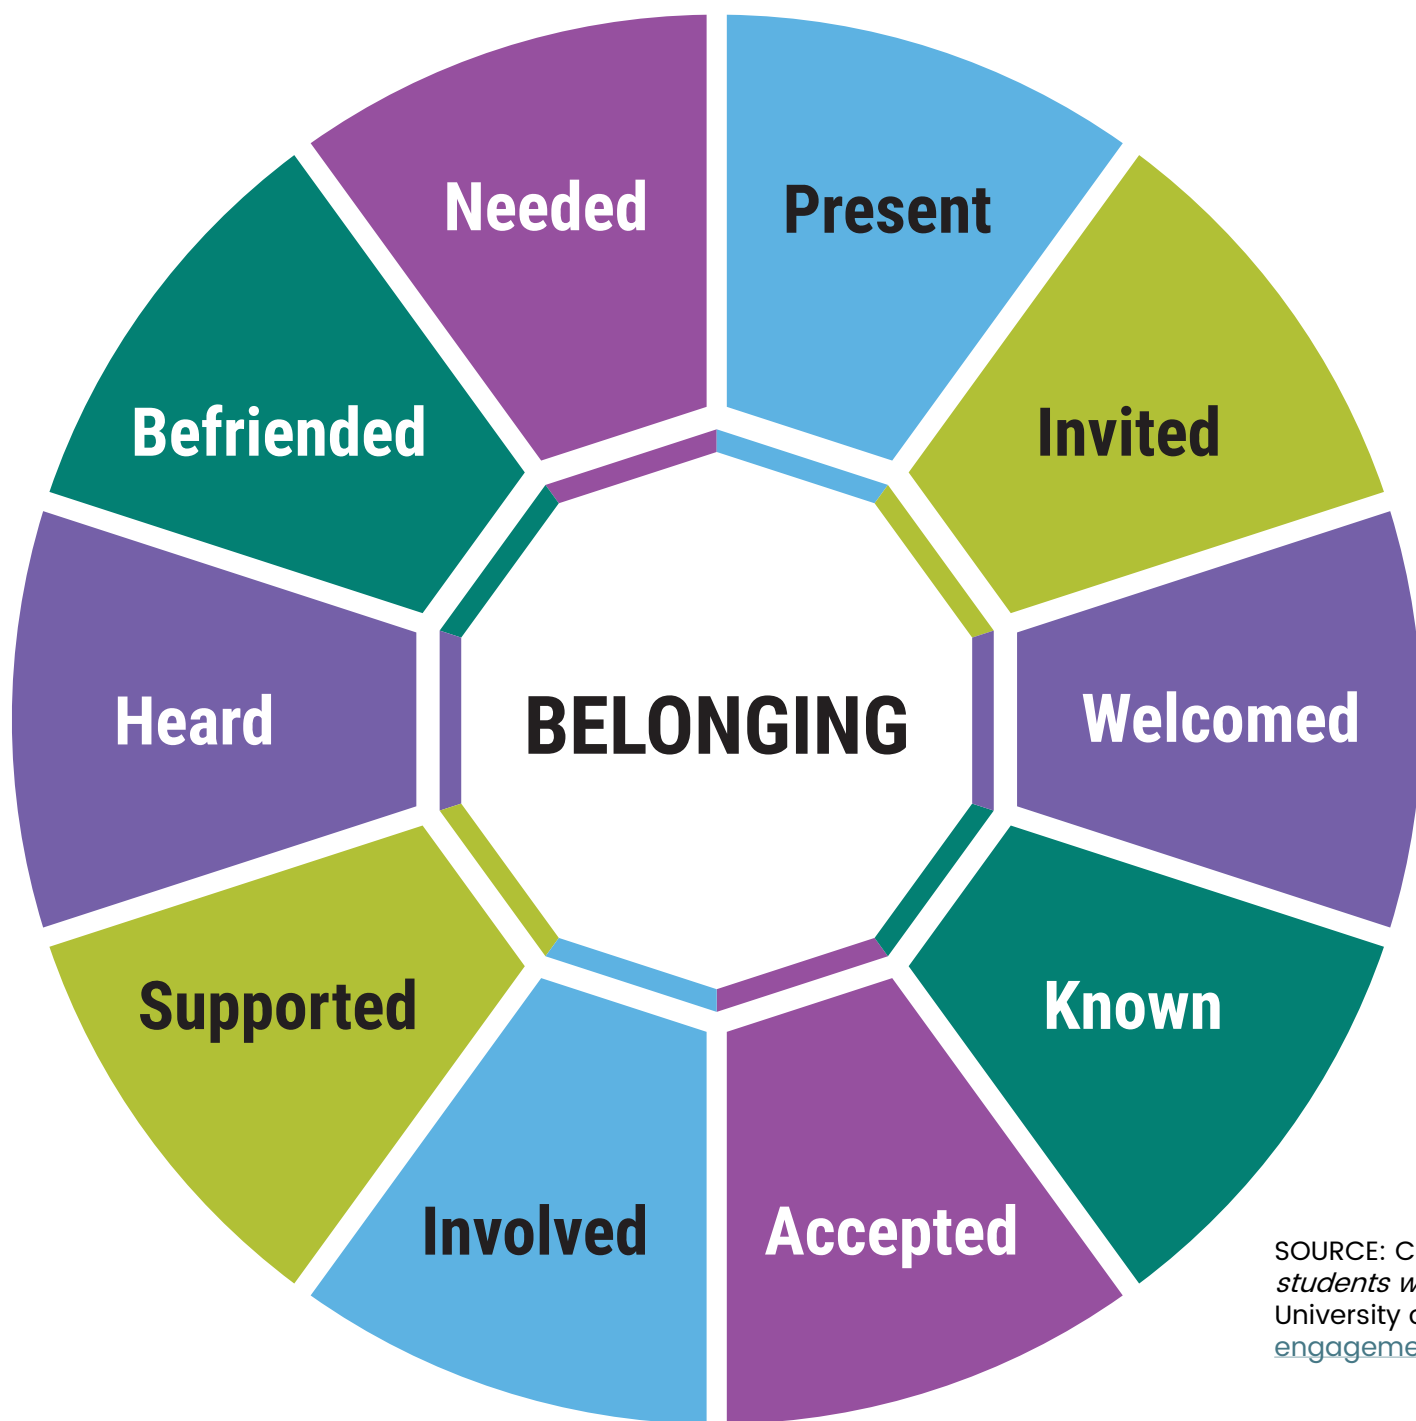 Needed
Present
Befriended
Invited
Heard
BELONGING
Welcomed
Supported
Known
Involved
Accepted
SOURCE:
students
University